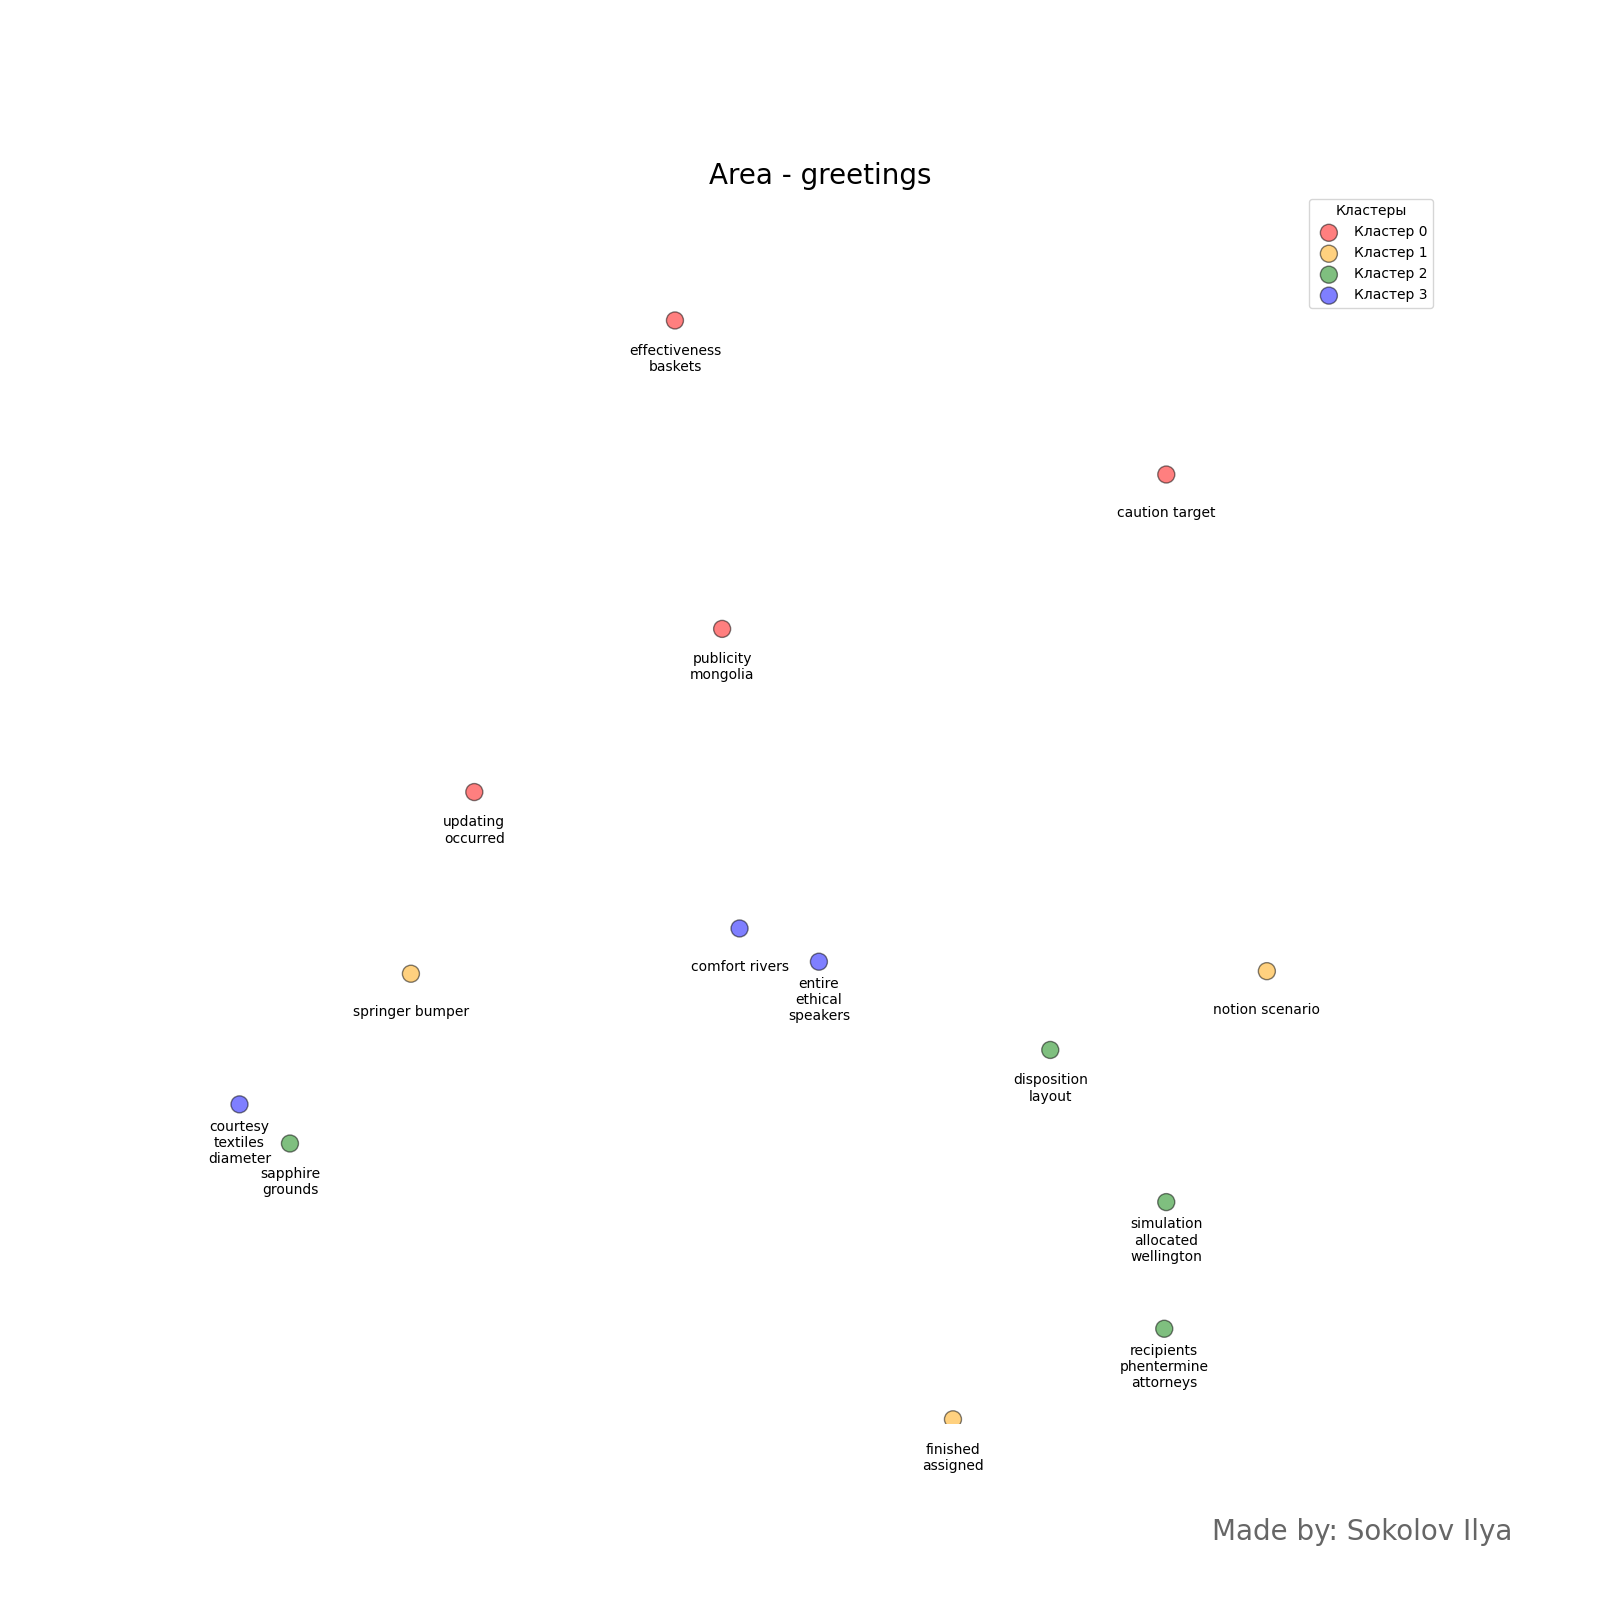 Area - greetings
Кластеры
Кластер 0
Кластер 1
Кластер 2
Кластер 3
effectiveness
baskets
caution target
publicity
mongolia
updating
occurred
comfort rivers
entire
ethical
speakers
springer bumper
notion scenario
disposition
layout
courtesy
textiles
diameter
sapphire
grounds
simulation
allocated
wellington
recipients
phentermine
attorneys
finished
assigned
Made by: Sokolov Ilya